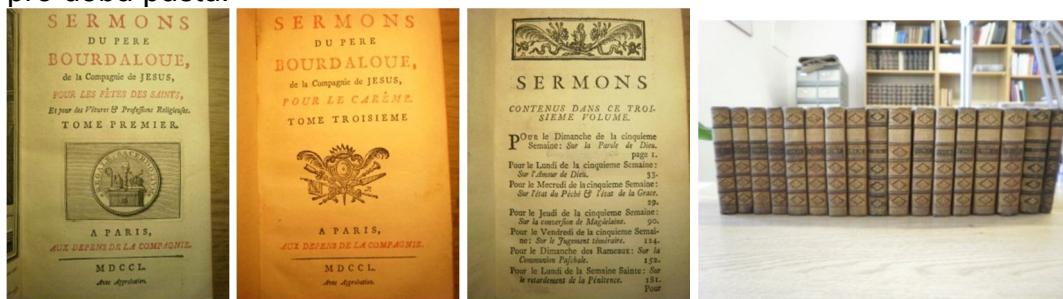 SERMONS
DU PERE
BOURDALOUE,
de la Compagnie de JESUS,
POUR LES FÊTES DES SAINTS,
Et pour des Vêtures & Professions Religieuses.
TOME PREMIER.
A PARIS,
AUX DEPENS DE LA COMPAGNIE.
MDCCL.
Avec Approbation.
SERMONS
DU PERE
BOURDALOUE,
de la Compagnie de JESUS,
POUR LE CARÈME.
TOME TROISIEME
A PARIS,
AUX DEPENS DE LA COMPAGNIE.
MDCCL.
Avec Approbation.
SERMONS
CONTENUS DANS CE TROI-
SIEME VOLUME.
POUR le Dimanche de la cinquieme
Semaine: Sur la Parole de Dieu.
page 1.
Pour le Lundi de la cinquieme Semaine:
Sur l'Amour de Dieu. 33.
Pour le Mecredi de la cinquieme Semaine:
Sur l'état du Péché & l'état de la Grace.
59.
Pour le Jeudi de la cinquieme Semaine:
Sur la conversion de Magdelaine. 90.
Pour le Vendredi de la cinquieme Semai-
ne: Sur le Jugement téméraire. 124.
Pour le Dimanche des Rameaux: Sur la
Communion Paschale. 152.
Pour le Lundi de la Semaine Sainte: Sur
le retardement de la Pénitence. 181.
Pour